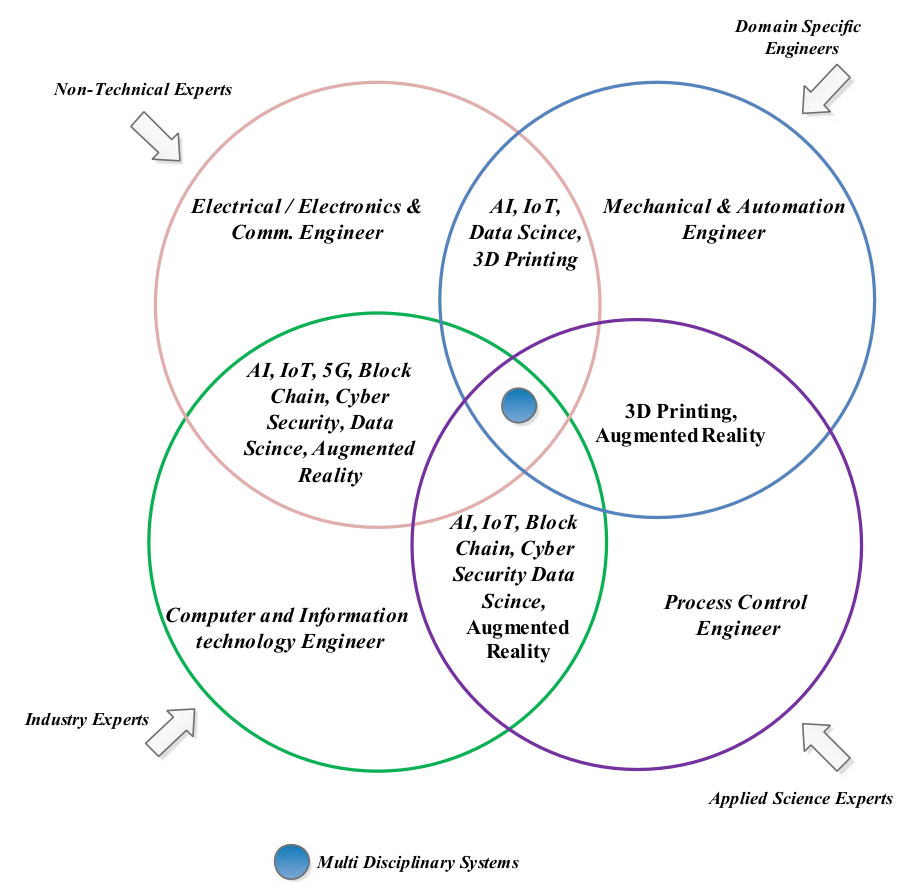 Domain Specific
Engineers
Non-Technical Experts
Electrical / Electronics &
Comm. Engineer
AI, IoT,
Data Scince,
3D Printing
Mechanical & Automation
Engineer
AI, IoT, 5G, Block
Chain, Cyber
Security, Data
Scince, Augmented
Reality
3D Printing,
Augmented Reality
AI, IoT, Block
Chain, Cyber
Security Data
Scince,
Augmented
Reality
Computer and Information
technology Engineer
Process Control
Engineer
Industry Experts
Applied Science Experts
Multi Disciplinary Systems